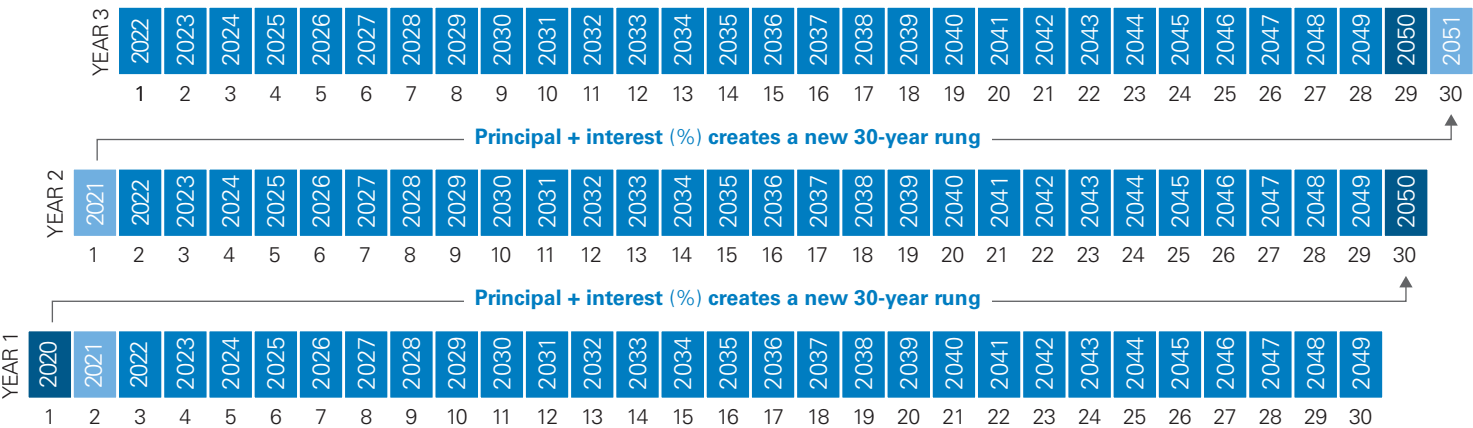 YEAR 3
2022 2023 2024 2025 2026 2027 2028 2029 2030 2031 2032 2033 2034 2035 2036 2037 2038 2039 2040 2041 2042 2043 2044 2045 2046 2047 2048 2049 2050 2051
1 2 3 4 5 6 7 8 9 10 11 12 13 14 15 16 17 18 19 20 21 22 23 24 25 26 27 28 29 30
Principal + interest (%) creates a new 30-year rung
YEAR 2
2021 2022 2023 2024 2025 2026 2027 2028 2029 2030 2031 2032 2033 2034 2035 2036 2037 2038 2039 2040 2041 2042 2043 2044 2045 2046 2047 2048 2049 2050
1 2 3 4 5 6 7 8 9 10 11 12 13 14 15 16 17 18 19 20 21 22 23 24 25 26 27 28 29 30
Principal + interest (%) creates a new 30-year rung
YEAR 1
2020 2021 2022 2023 2024 2025 2026 2027 2028 2029 2030 2031 2032 2033 2034 2035 2036 2037 2038 2039 2040 2041 2042 2043 2044 2045 2046 2047 2048 2049
1 2 3 4 5 6 7 8 9 10 11 12 13 14 15 16 17 18 19 20 21 22 23 24 25 26 27 28 29 30